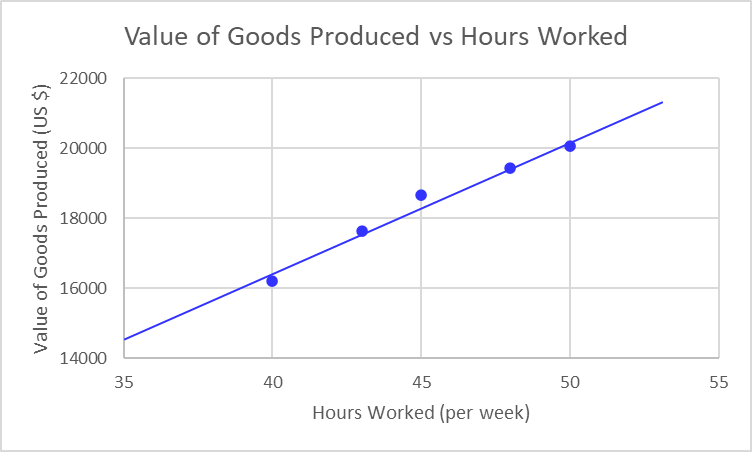 Value of Goods Produced vs Hours Worked
Value of Goods Produced (US $)
22000
20000
18000
16000
14000
35 40 45 50 55
Hours Worked (per week)